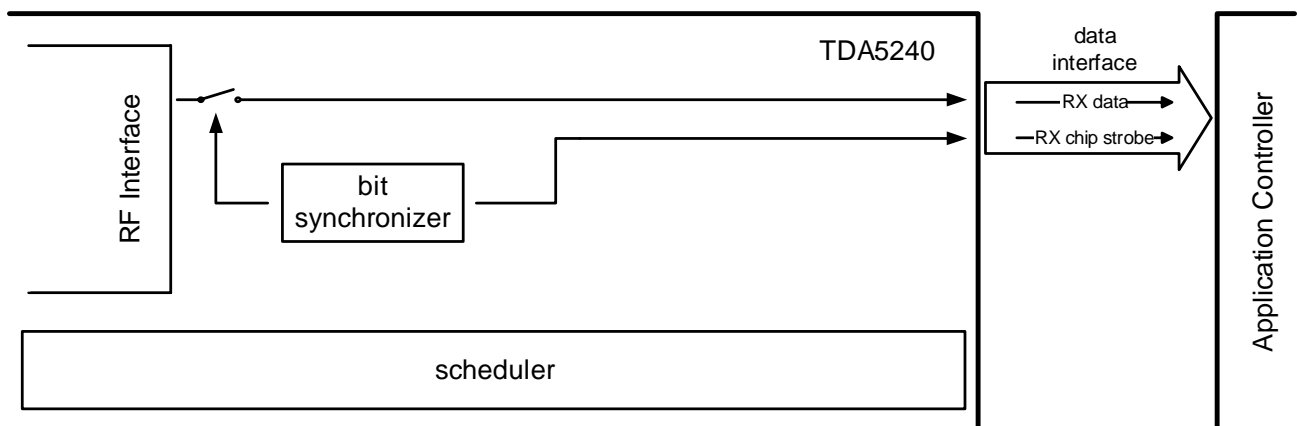 TDA5240
data
interface
RX data
RX chip strobe
RF Interface
bit
synchronizer
Application Controller
scheduler